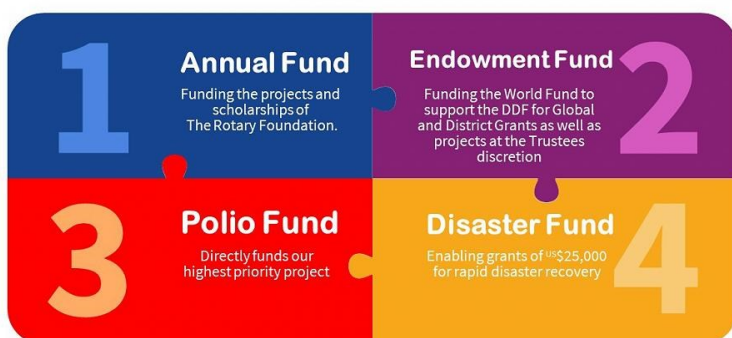 1
Annual Fund
Funding the projects and
scholarships of
The Rotary Foundation.
Endowment Fund
2
Funding the World Fund to
support the DDF for Global
and District Grants as well as
projects at the Trustees
discretion
3
Polio Fund
Directly funds our
highest priority project
Disaster Fund
4
Enabling grants of US$25,000
for rapid disaster recovery